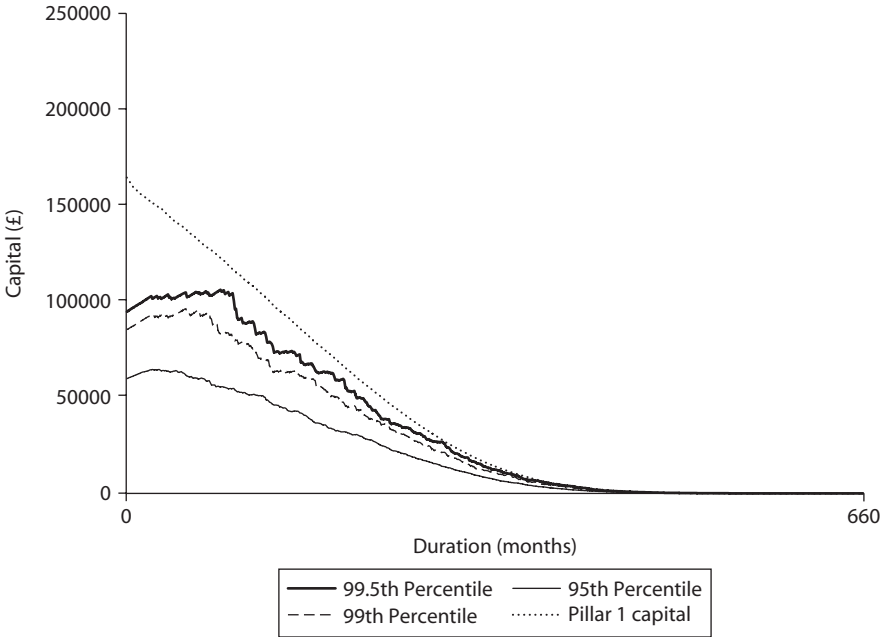 250000
200000
150000
100000
50000
0
Capital (£)
0
660
Duration (months)
99.5th Percentile
95th Percentile
99th Percentile
Pillar 1 capital